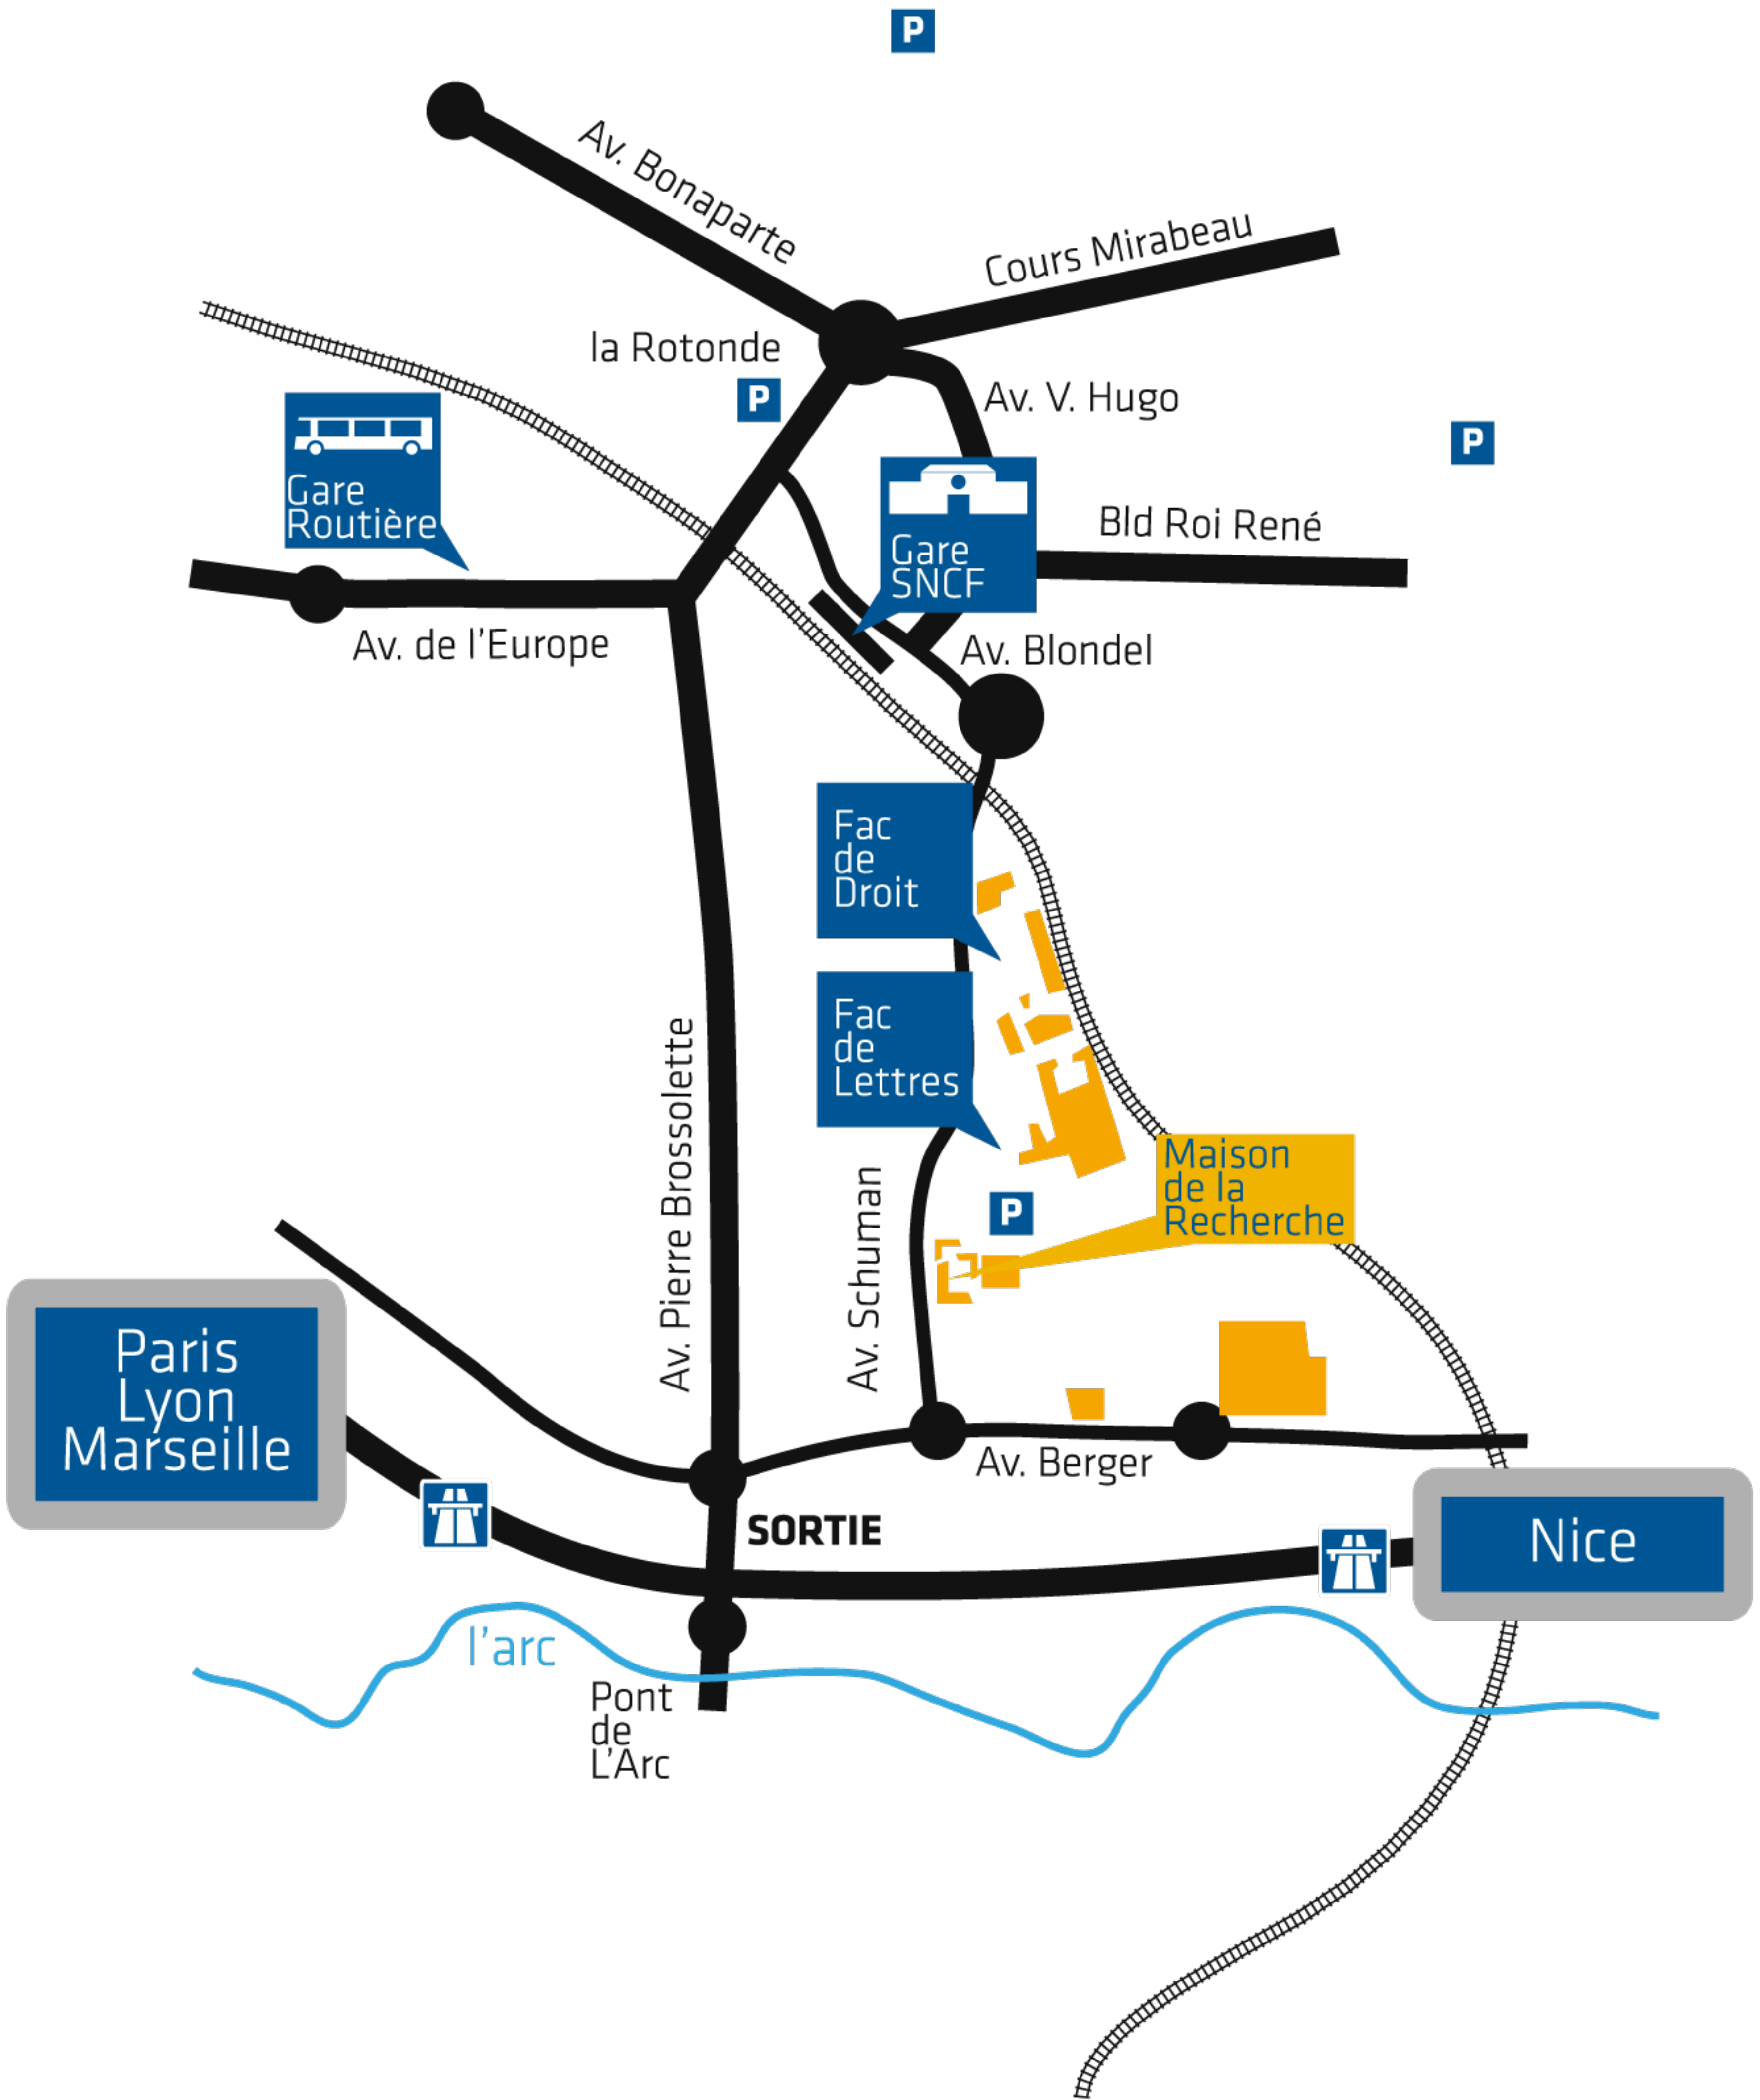 P
Av. Bonaparte
Cours Mirabeau
la Rotonde
P
Av. V. Hugo
P
Gare
Routière
Bld Roi René
Gare
SNCF
Av. de l'Europe
Av. Blondel
Fac
de
Droit
Fac
de
Lettres
Av. Pierre Brossolette
Maison
de la
Recherche
Av. Schuman
P
Paris
Lyon
Marseille
Av. Berger
SORTIE
Nice
l'arc
Pont
de
L'Arc